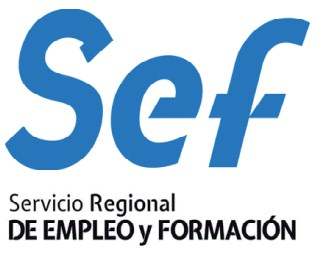 Sef
Servicio Regional
DE EMPLEO y FORMACIÓN